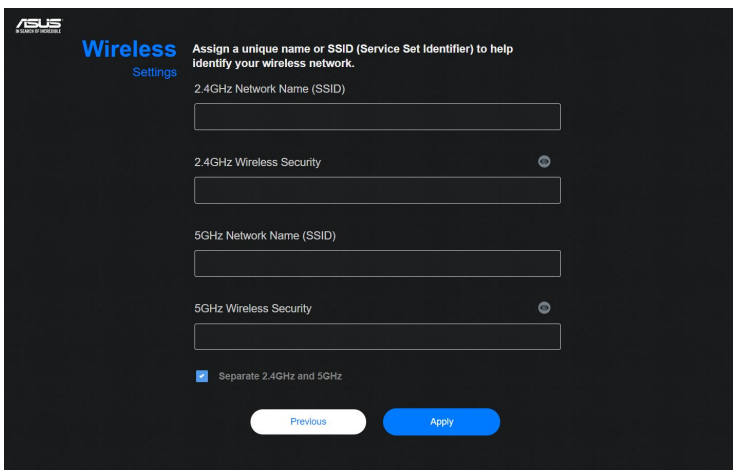 ASUS
IN SEARCH OF INCREDIBLE
Wireless
Settings
Assign a unique name or SSID (Service Set Identifier) to help
identify your wireless network.
2.4GHz Network Name (SSID)
2.4GHz Wireless Security
5GHz Network Name (SSID)
5GHz Wireless Security
Separate 2.4GHz and 5GHz
Previous
Apply